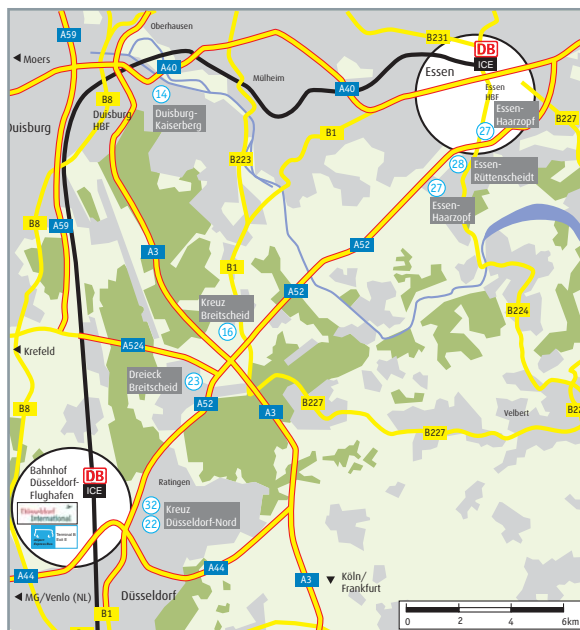 A59
Oberhausen
B231
DB
ICE
Essen
Moers
A40
Mülheim
Essen
HBF
A40
B8
14
Duisburg-
Kaiserberg
Duisburg
HBF
Duisburg
B1
27
Essen-
Haarzopf
B227
B223
28
Essen-
Rüttenscheidt
27
Essen-
Haarzopf
B8
A59
A3
A52
B1
A52
Kreuz
Breitscheid
16
B224
Krefeld
A524
Dreieck
Breitscheid
23
A52
A3
B227
B8
Velbert
B22
B227
Bahnhof
Düsseldorf-
Flughafen
DB
ICE
Düsseldorf
International
Terminal B
Ratingen
32
22
Kreuz
Düsseldorf-Nord
A44
A44
MG/Venlo (NL)
B1
Düsseldorf
A3
Köln/
Frankfurt
0 2 4 6km